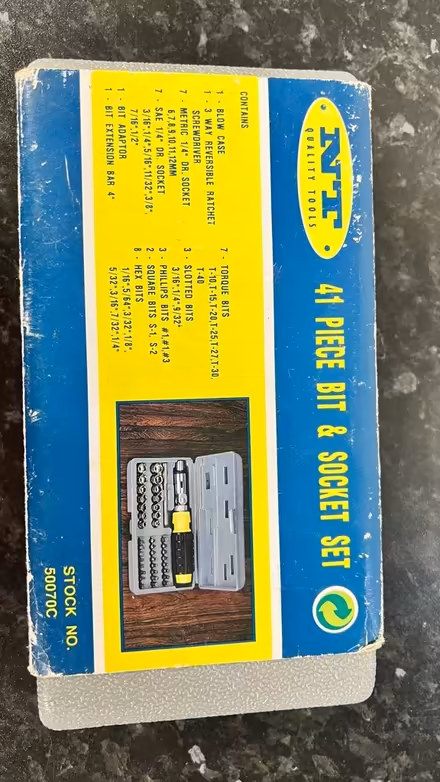 NT
QUALITY TOOLS
41 PIECE BIT & SOCKET SET
CONTAINS
1 - BLOW CASE
1 - 3 WAY REVERSIBLE RATCHET
SCREWDRIVER
7 - METRIC 1/4" DR. SOCKET
6,7,8,9,10,11,12MM
7 - SAE 1/4" DR. SOCKET
3/16",1/4",5/16",11/32",3/8",
7/16",1/2"
1 - BIT ADAPTOR
1 - BIT EXTENSION BAR 4"
7 - TORQUE BITS
T-10,T-15,T-20,T-25,T-27,T-30,
T-40
3 - SLOTTED BITS
3/16",1/4",9/32"
3 - PHILLIPS BITS #1,#1,#3
2 - SQUARE BITS S-1, S-2
8 - HEX BITS
1/16",5/64",3/32",1/8",
5/32",3/16",7/32",1/4"
STOCK NO.
50070C